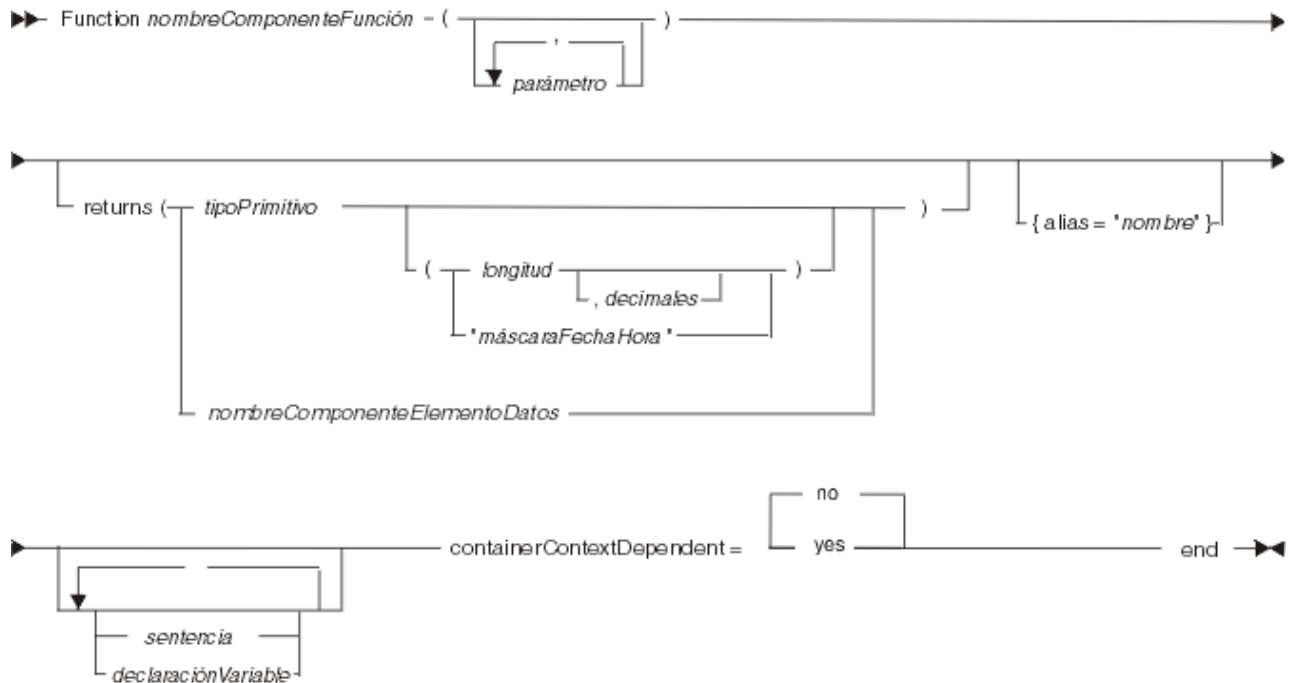 Function nombreComponenteFunción - ( )
,
parámetro
returns ( tipoPrimitivo )
{ alias = "nombre" }
( longitud )
, decimales
"máscaraFechaHora"
nombreComponenteElementoDatos
no
containerContextDependent = yes end
sentencia
declaraciónVariable